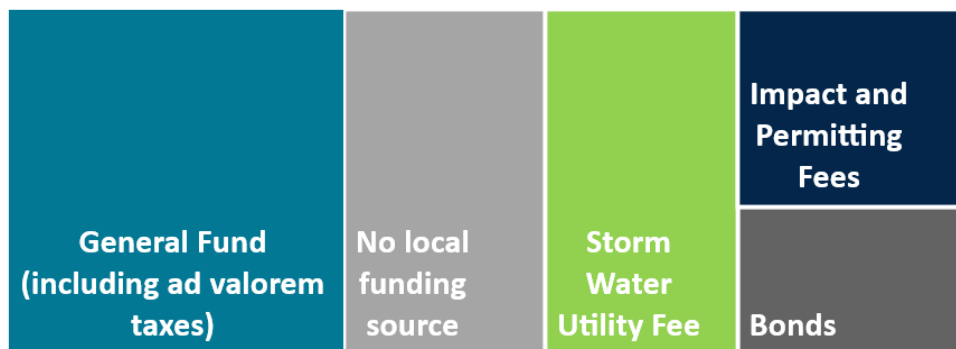 General Fund
(including ad valorem
taxes)
No local
funding
source
Storm
Water
Utility Fee
Impact and
Permitting
Fees
Bonds